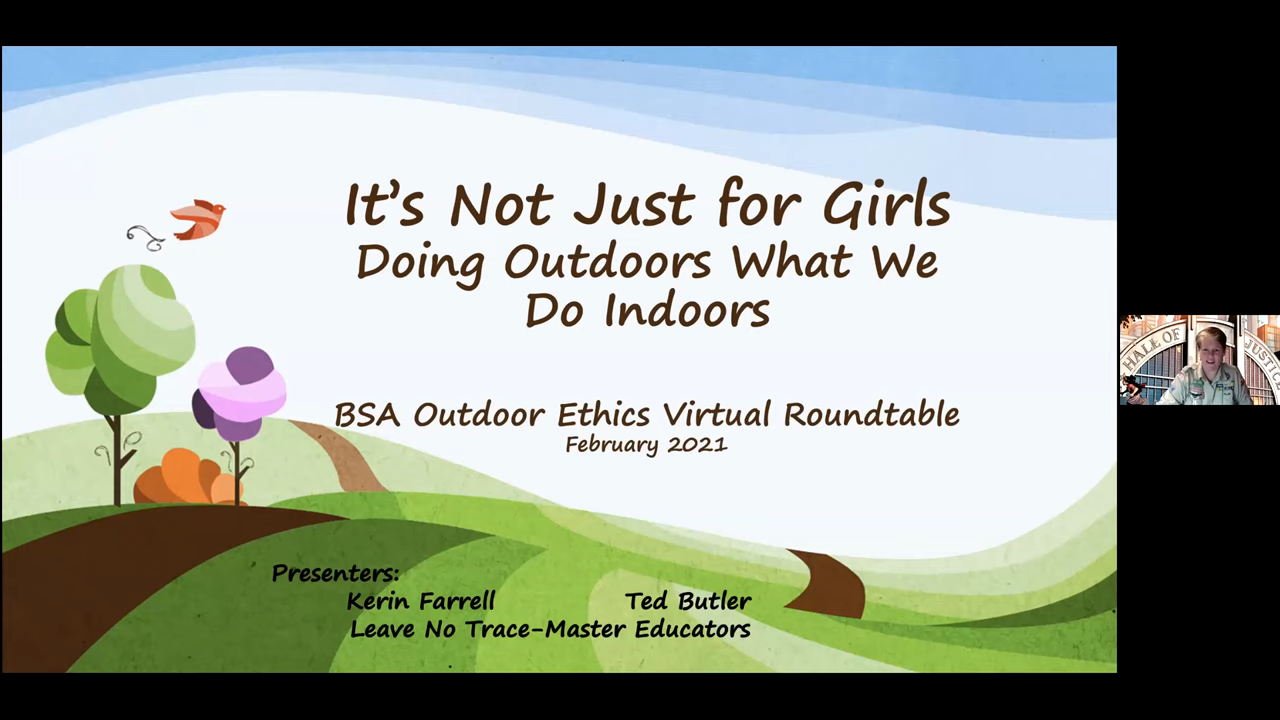 It's Not Just for Girls
Doing Outdoors What We
Do Indoors
BSA Outdoor Ethics Virtual Roundtable
February 2021
Presenters:
Kerin Farrell Ted Butler
Leave No Trace-Master Educators
HALL OF JUSTICE